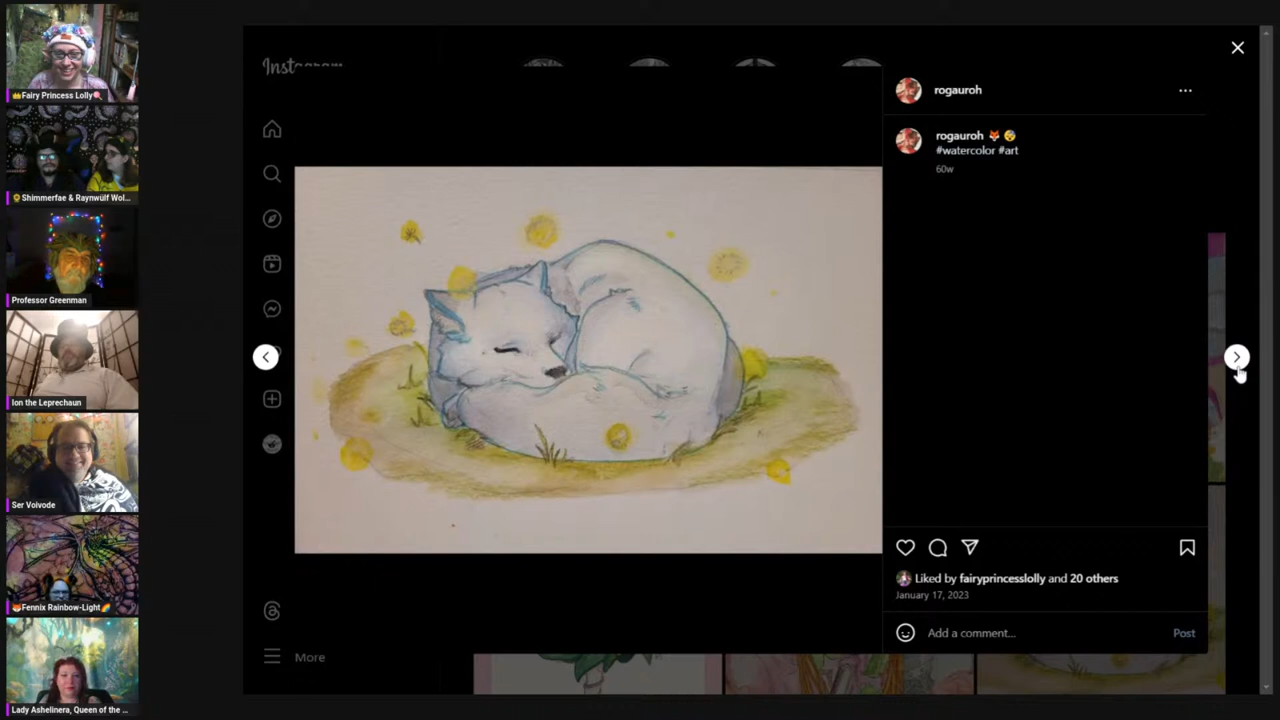 👑Fairy Princess Lolly🍭
🌻Shimmerfae & Raynwülf Wol...
Professor Greenman
Ion the Leprechaun
Ser Voivode
🦊Fennix Rainbow-Light🌈
Lady Ashelinera, Queen of the ...
Instagram
More
rogauroh
rogauroh 🦊 😴
#watercolor #art
60w
Liked by fairyprincesslolly and 20 others
January 17, 2023
Add a comment...
Post